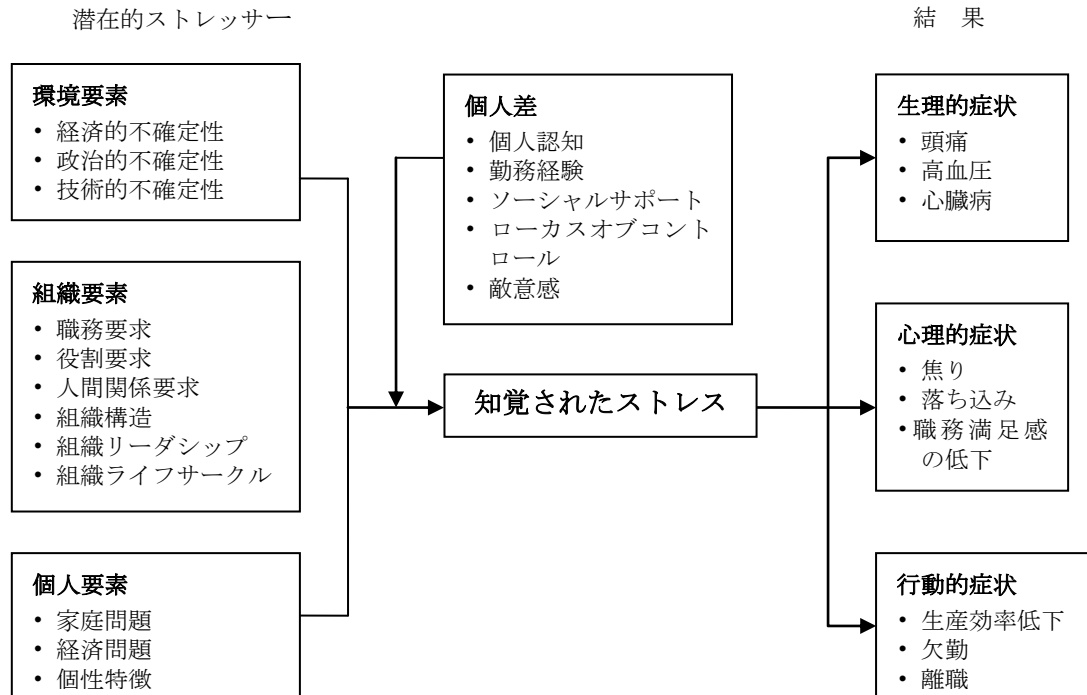 潜在的ストレッサー
結 果
環境要素
• 経済的不確定性
• 政治的不確定性
• 技術的不確定性
組織要素
• 職務要求
• 役割要求
• 人間関係要求
• 組織構造
• 組織リーダシップ
• 組織ライフサークル
個人要素
• 家庭問題
• 経済問題
• 個性特徴
個人差
• 個人認知
• 勤務経験
• ソーシャルサポート
• ローカスオブコント
ロール
• 敵意感
知覚されたストレス
生理的症状
• 頭痛
• 高血圧
• 心臓病
心理的症状
• 焦り
• 落ち込み
• 職務満足感
の低下
行動的症状
• 生産効率低下
• 欠勤
• 離職